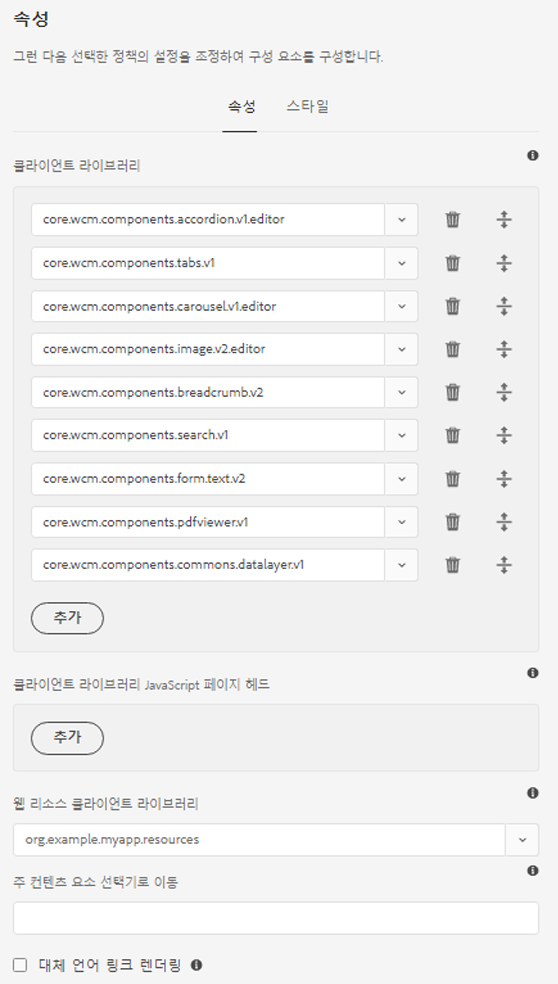 속성
그런 다음 선택한 정책의 설정을 조정하여 구성 요소를 구성합니다.
속성 스타일
클라이언트 라이브러리
core.wcm.components.accordion.v1.editor
core.wcm.components.tabs.v1
core.wcm.components.carousel.v1.editor
core.wcm.components.image.v2.editor
core.wcm.components.breadcrumb.v2
core.wcm.components.search.v1
core.wcm.components.form.text.v2
core.wcm.components.pdfviewer.v1
core.wcm.components.commons.datalayer.v1
추가
클라이언트 라이브러리 JavaScript 페이지 헤드
추가
웹 리소스 클라이언트 라이브러리
org.example.myapp.resources
주 컨텐츠 요소 선택기로 이동
대체 언어 링크 렌더링